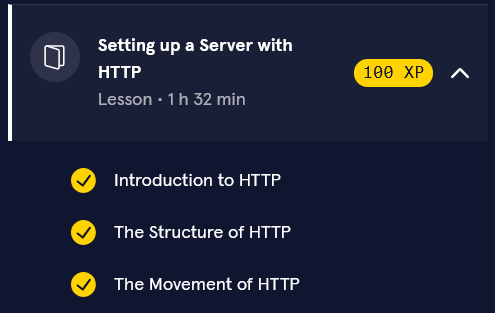 Setting up a Server with
HTTP
100 XP
Lesson • 1 h 32 min
Introduction to HTTP
The Structure of HTTP
The Movement of HTTP